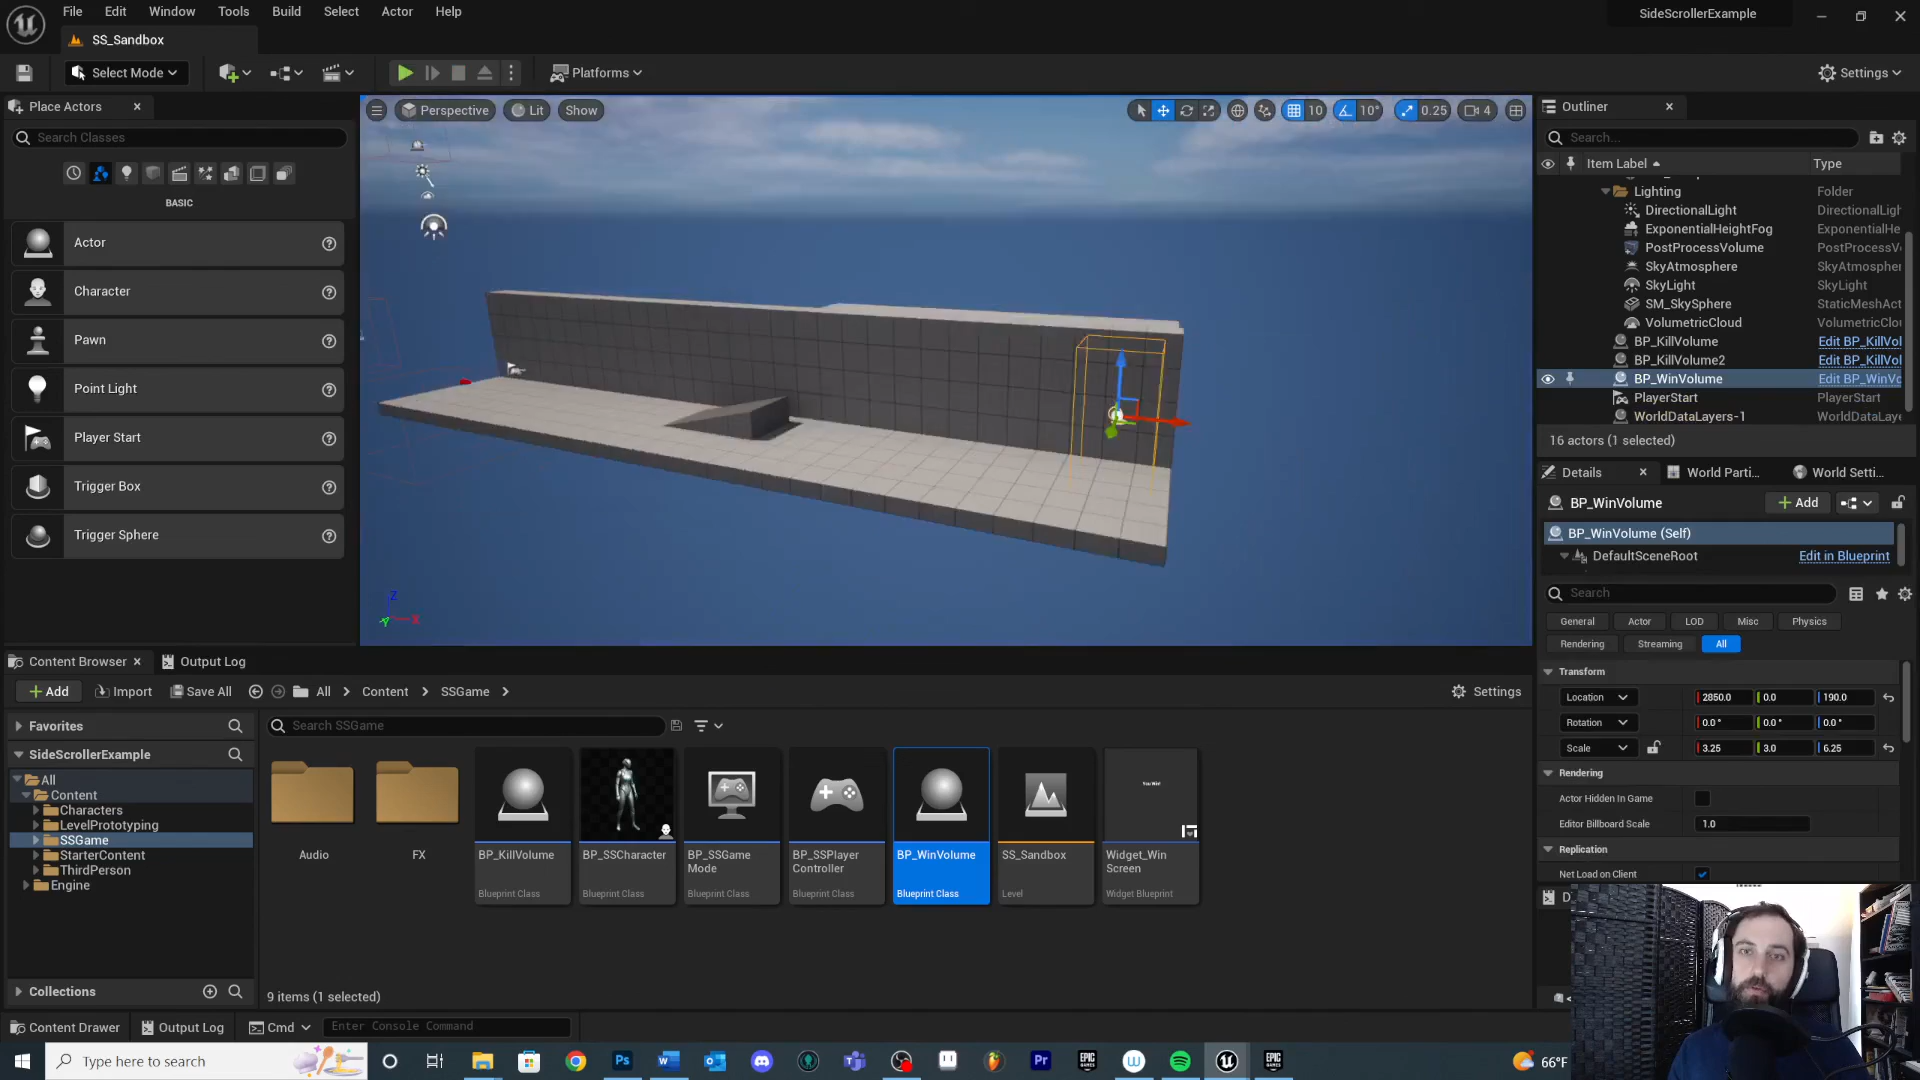 File Edit Window Tools Build Select Actor Help
SideScrollerExample
SS_Sandbox
Select Mode
Platforms
Settings
Place Actors
Search Classes
BASIC
Actor
Character
Pawn
Point Light
Player Start
Trigger Box
Trigger Sphere
Perspective Lit Show
10 10° 0.25 4
Z
X
Y
Outliner
Search...
Item Label Type
Lighting Folder
DirectionalLight DirectionalLigh
ExponentialHeightFog ExponentialHe
PostProcessVolume PostProcessV
SkyAtmosphere SkyAtmospher
SkyLight SkyLight
SM_SkySphere StaticMeshAct
VolumetricCloud VolumetricClou
BP_KillVolume Edit BP_KillVol
BP_KillVolume2 Edit BP_KillVol
BP_WinVolume Edit BP_WinVo
PlayerStart PlayerStart
WorldDataLayers-1 WorldDataLaye
16 actors (1 selected)
Details World Parti... World Setti...
BP_WinVolume Add
BP_WinVolume (Self)
DefaultSceneRoot Edit in Blueprint
Search
General Actor LOD Misc Physics
Rendering Streaming All
Transform
Location 2850.0 0.0 190.0
Rotation 0.0° 0.0° 0.0°
Scale 3.25 3.0 6.25
Rendering
Actor Hidden In Game
Editor Billboard Scale 1.0
Replication
Net Load on Client
Content Browser Output Log
Add Import Save All All Content SSGame Settings
Favorites
Search SSGame
SideScrollerExample
All
Content
Characters
LevelPrototyping
SSGame
StarterContent
ThirdPerson
Engine
Collections
Audio
FX
BP_KillVolume
Blueprint Class
BP_SSCharacter
Blueprint Class
BP_SSGame
Mode
Blueprint Class
BP_SSPlayer
Controller
Blueprint Class
BP_WinVolume
Blueprint Class
SS_Sandbox
Level
You Win!
Widget_Win
Screen
Widget Blueprint
9 items (1 selected)
Content Drawer Output Log Cmd Enter Console Command
Type here to search
Ps
W
Pr
EPIC
GAMES
EPIC
GAMES
66°F